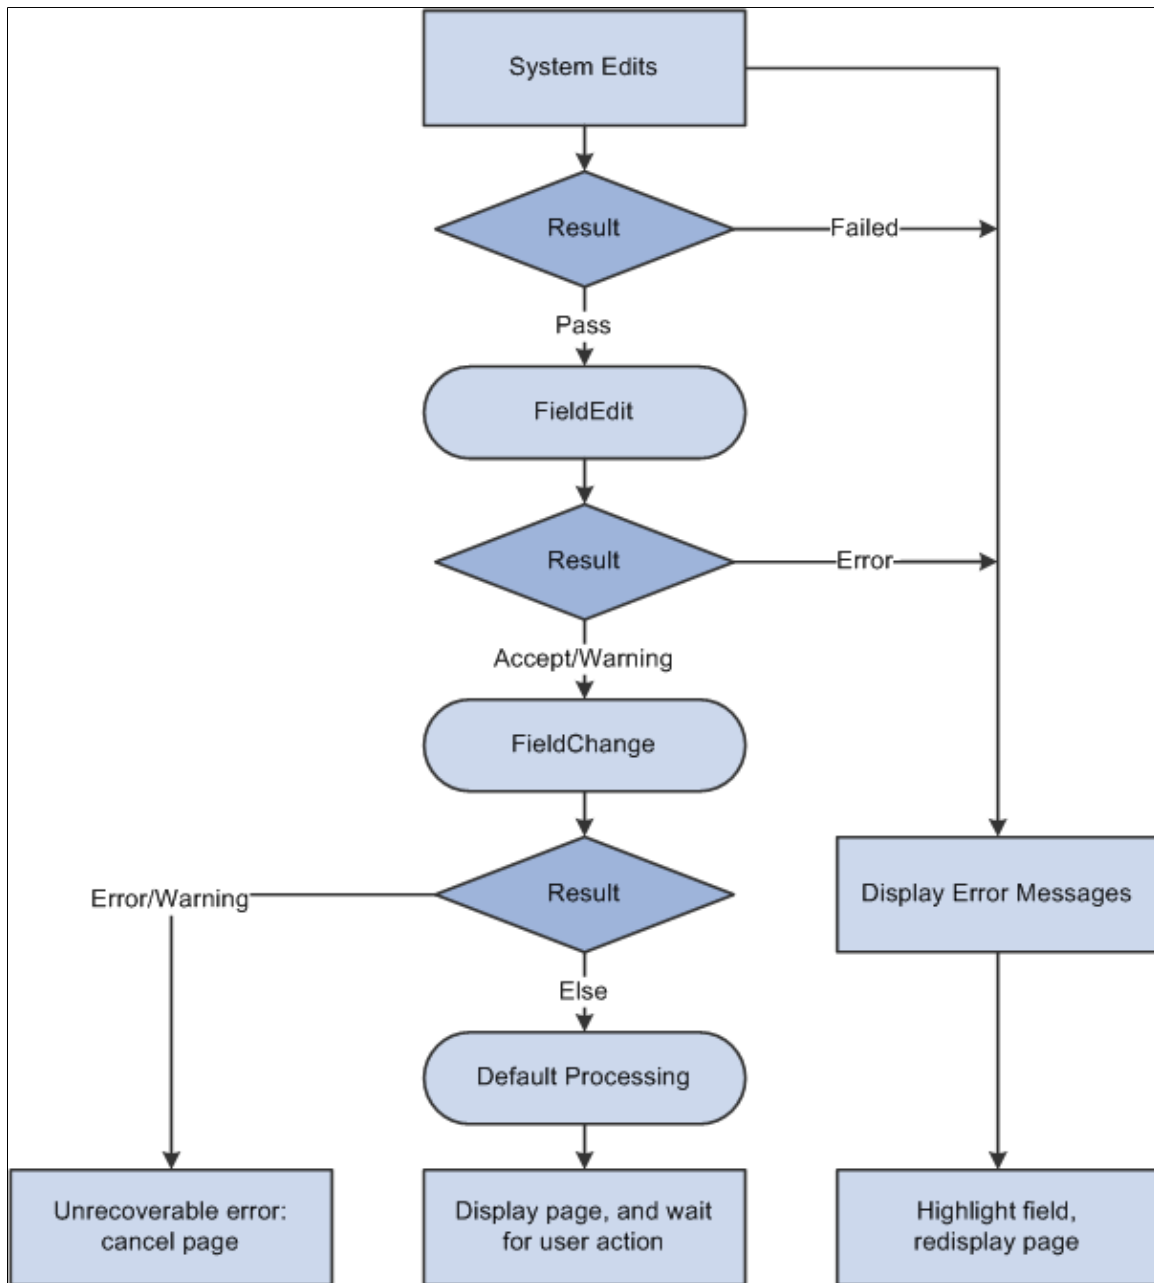 System Edits
Result
Failed
Pass
FieldEdit
Result
Error
Accept/Warning
FieldChange
Result
Error/Warning
Display Error Messages
Else
Default Processing
Unrecoverable error:
cancel page
Display page, and wait
for user action
Highlight field,
redisplay page